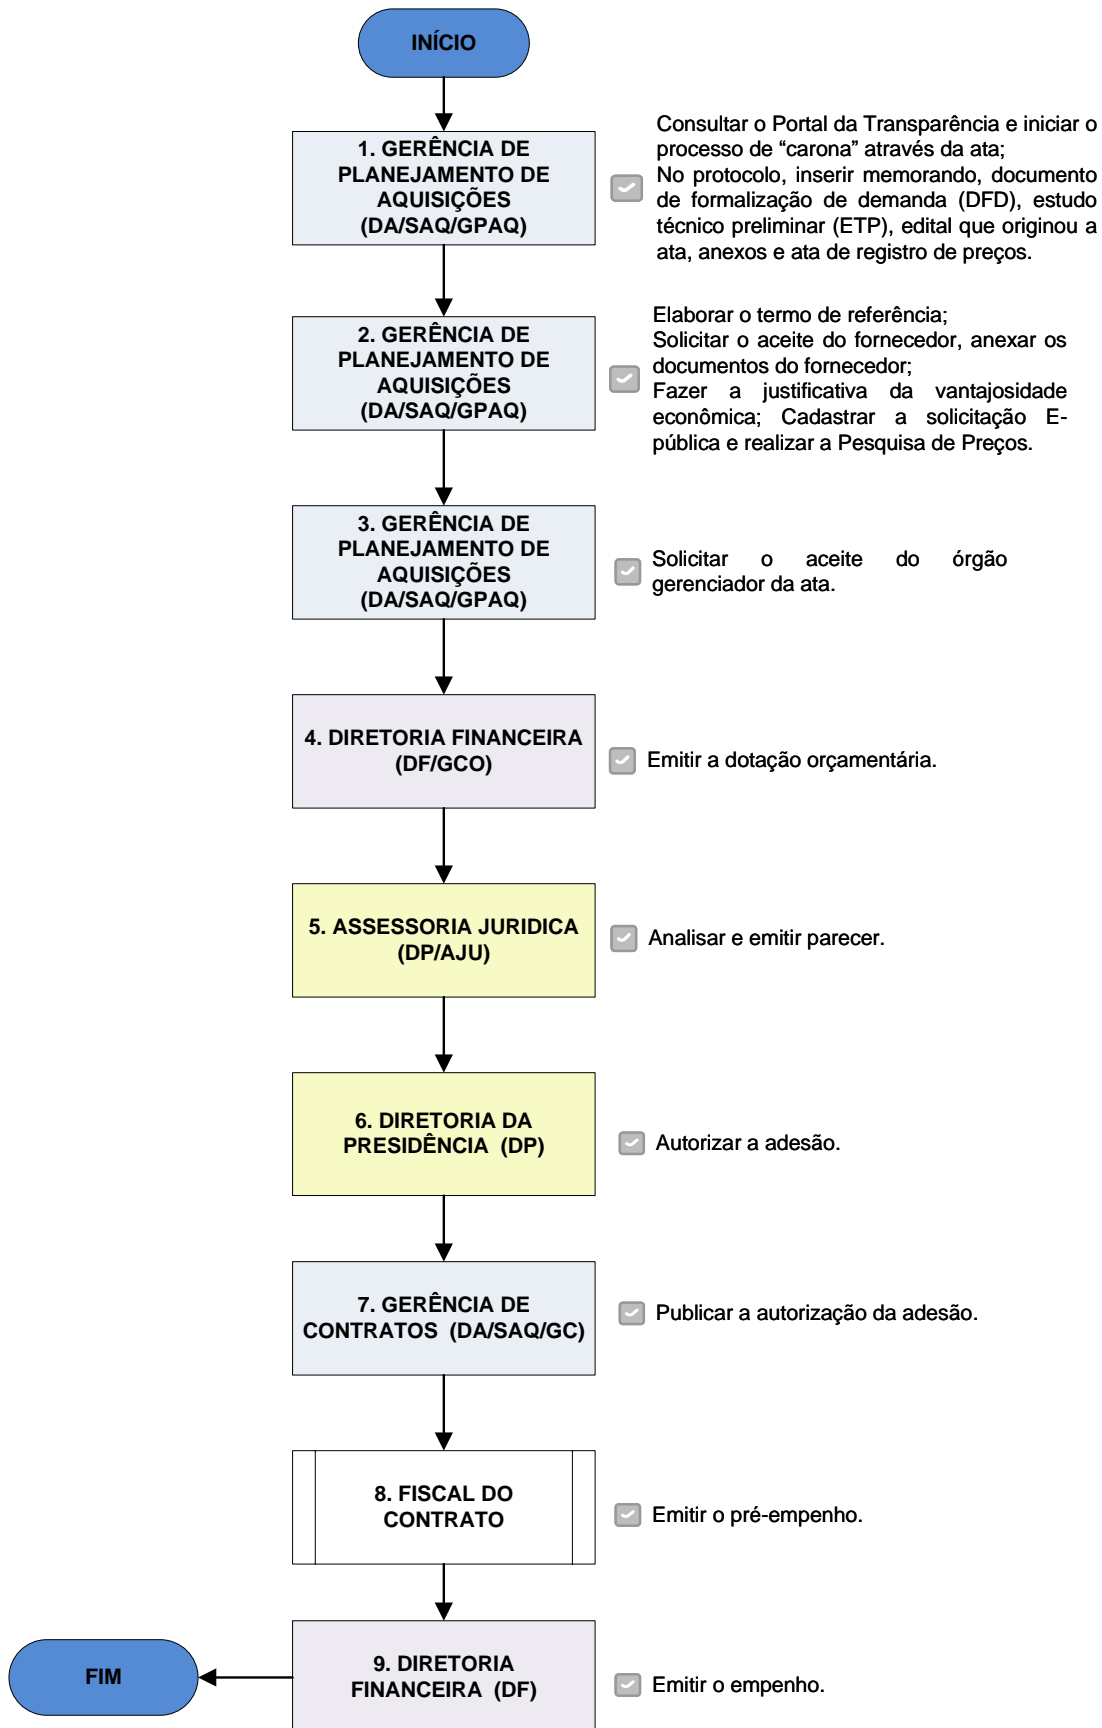 INÍCIO
1. GERÊNCIA DE
PLANEJAMENTO DE
AQUISIÇÕES
(DA/SAQ/GPAQ)
Consultar o Portal da Transparência e iniciar o
processo de “carona” através da ata;
No protocolo, inserir memorando, documento
de formalização de demanda (DFD), estudo
técnico preliminar (ETP), edital que originou a
ata, anexos e ata de registro de preços.
2. GERÊNCIA DE
PLANEJAMENTO DE
AQUISIÇÕES
(DA/SAQ/GPAQ)
Elaborar o termo de referência;
Solicitar o aceite do fornecedor, anexar os
documentos do fornecedor;
Fazer a justificativa da vantajosidade
econômica; Cadastrar a solicitação E-
pública e realizar a Pesquisa de Preços.
3. GERÊNCIA DE
PLANEJAMENTO DE
AQUISIÇÕES
(DA/SAQ/GPAQ)
Solicitar o aceite do órgão
gerenciador da ata.
4. DIRETORIA FINANCEIRA
(DF/GCO)
Emitir a dotação orçamentária.
5. ASSESSORIA JURIDICA
(DP/AJU)
Analisar e emitir parecer.
6. DIRETORIA DA
PRESIDÊNCIA (DP)
Autorizar a adesão.
7. GERÊNCIA DE
CONTRATOS (DA/SAQ/GC)
Publicar a autorização da adesão.
8. FISCAL DO
CONTRATO
Emitir o pré-empenho.
9. DIRETORIA
FINANCEIRA (DF)
Emitir o empenho.
FIM